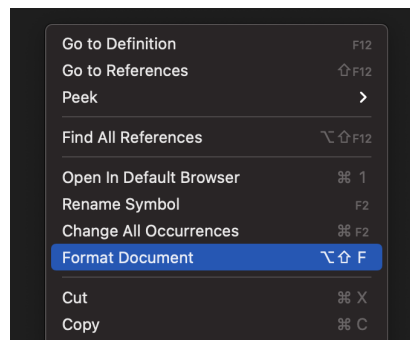 Go to Definition F12
Go to References ⇧F12
Peek >
Find All References ⌥⇧F12
Open In Default Browser ⌘ 1
Rename Symbol F2
Change All Occurrences ⌘ F2
Format Document ⌥⇧ F
Cut ⌘ X
Copy ⌘ C